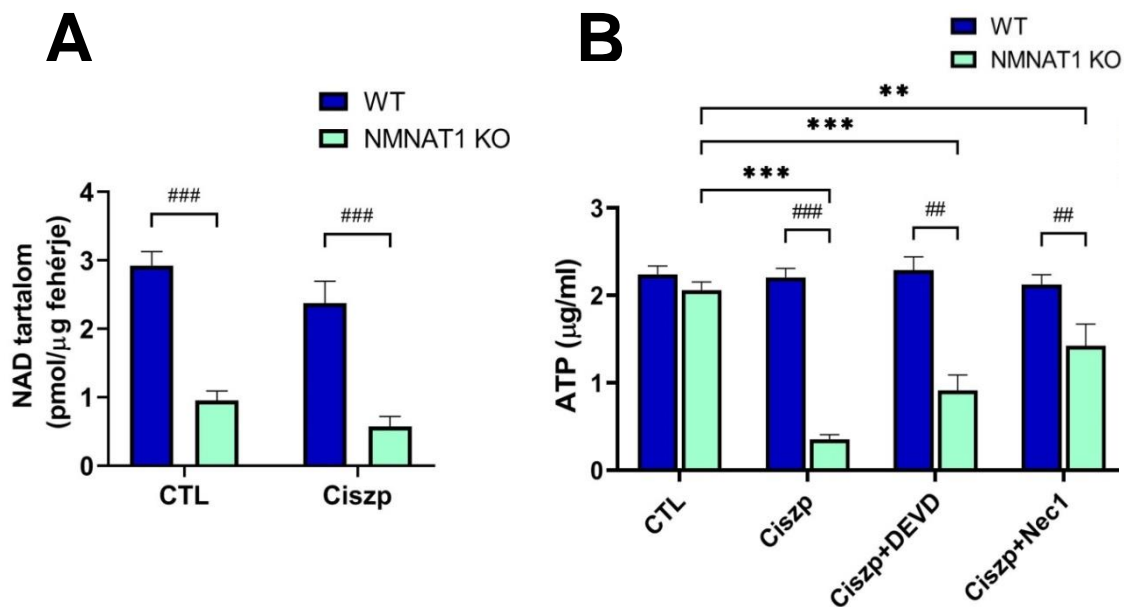 A
WT
NMNAT1 KO
NAD tartalom
(pmol/µg fehérje)
4
3
2
1
0
###
###
CTL
Ciszp
B
WT
NMNAT1 KO
**
***
***
###
##
##
ATP (µg/ml)
3
2
1
0
CTL
Ciszp
Ciszp+DEVD
Ciszp+Nec1